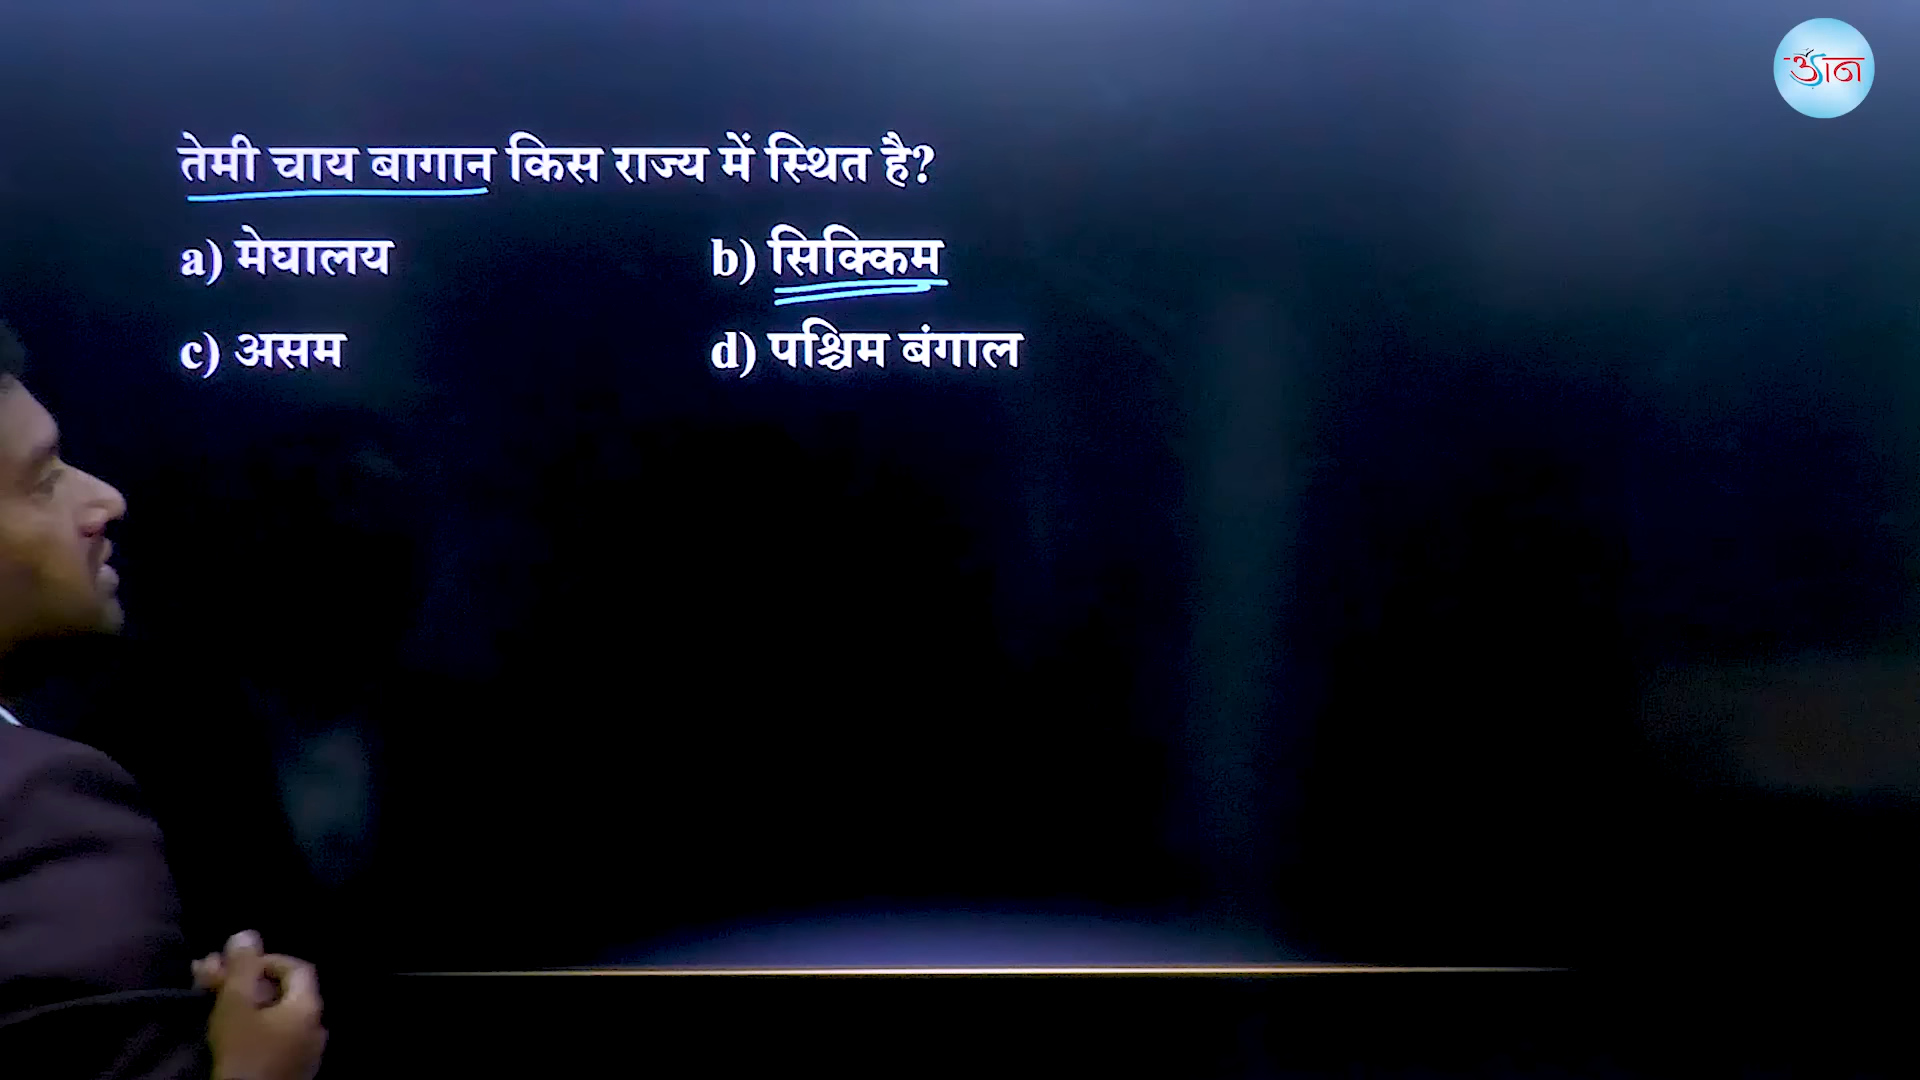 तेमी चाय बागान किस राज्य में स्थित है?
a) मेघालय b) सिक्किम
c) असम d) पश्चिम बंगाल